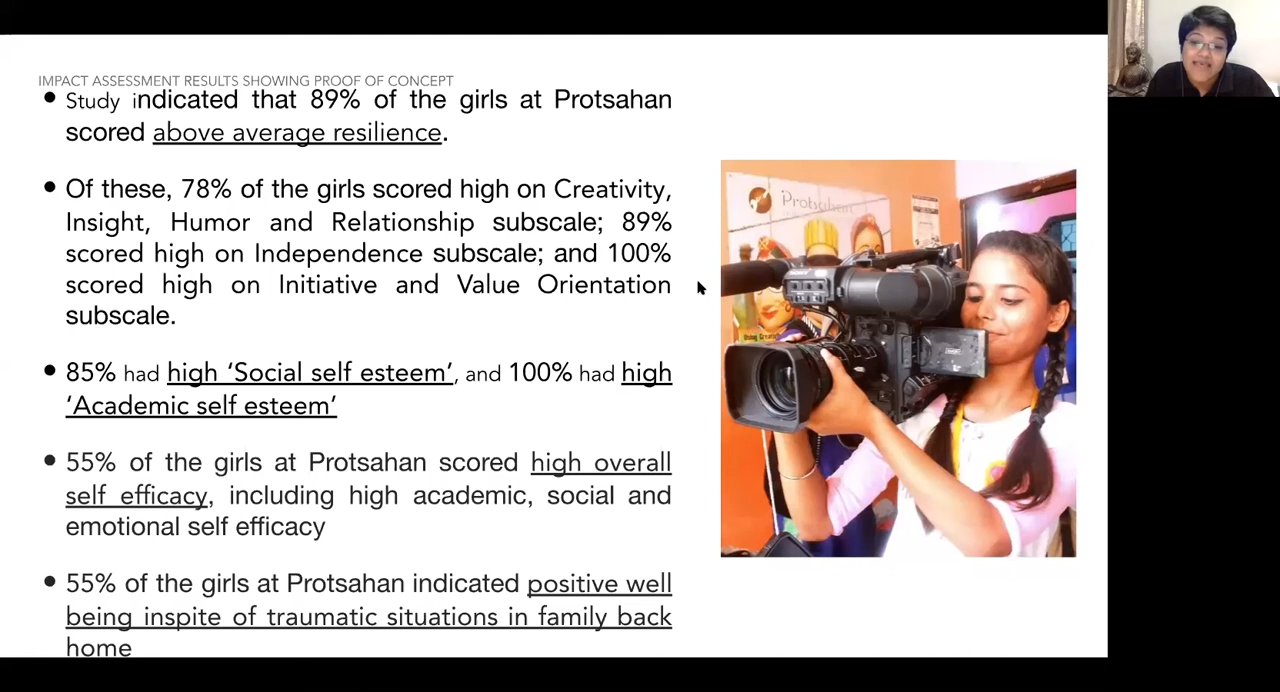 IMPACT ASSESSMENT RESULTS SHOWING PROOF OF CONCEPT
• Study indicated that 89% of the girls at Protsahan
scored above average resilience.
• Of these, 78% of the girls scored high on Creativity,
Insight, Humor and Relationship subscale; 89%
scored high on Independence subscale; and 100%
scored high on Initiative and Value Orientation
subscale.
• 85% had high ‘Social self esteem’, and 100% had high
‘Academic self esteem’
• 55% of the girls at Protsahan scored high overall
self efficacy, including high academic, social and
emotional self efficacy
• 55% of the girls at Protsahan indicated positive well
being inspite of traumatic situations in family back
home
Protsahan
SONY